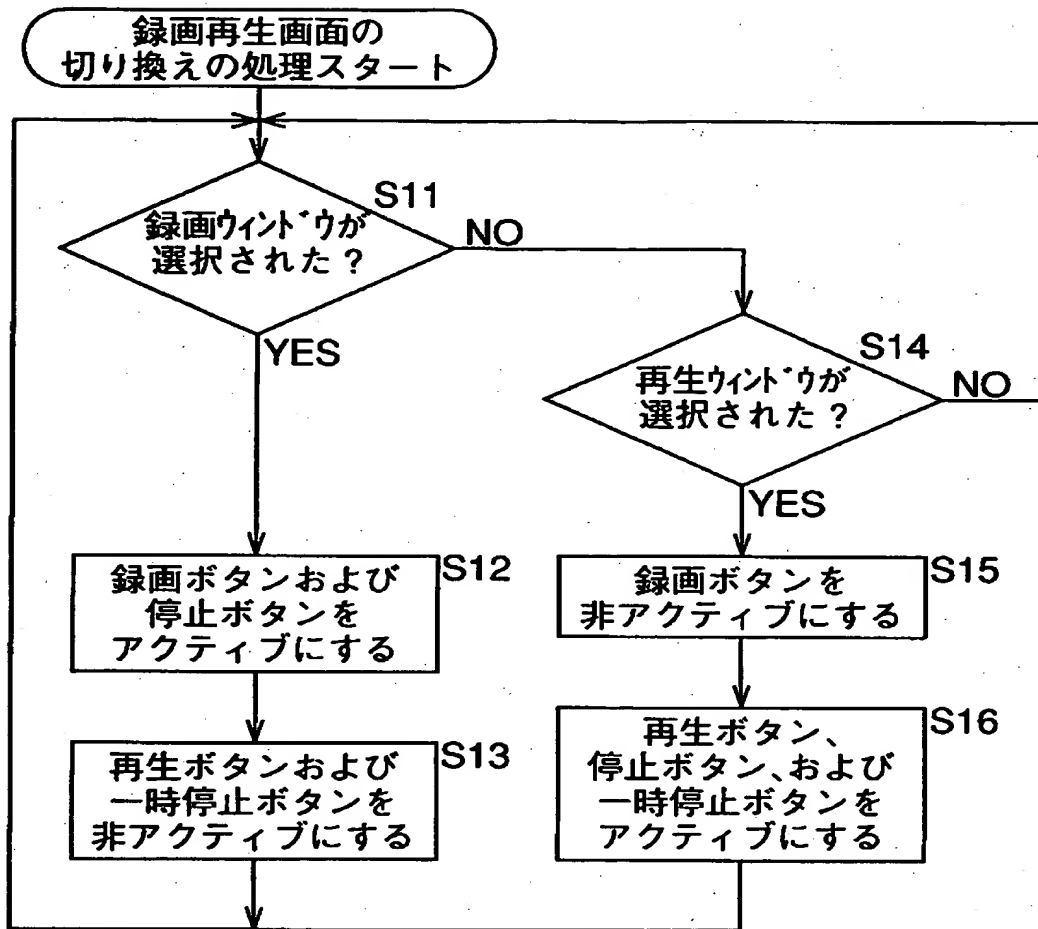 録画再生画面の
切り換えの処理スタート
S11
録画ウィンドウが
選択された?
NO
YES
S14
再生ウィンドウが
選択された?
NO
YES
S12
録画ボタンおよび
停止ボタンを
アクティブにする
S15
録画ボタンを
非アクティブにする
S13
再生ボタンおよび
一時停止ボタンを
非アクティブにする
S16
再生ボタン、
停止ボタン、および
一時停止ボタンを
アクティブにする